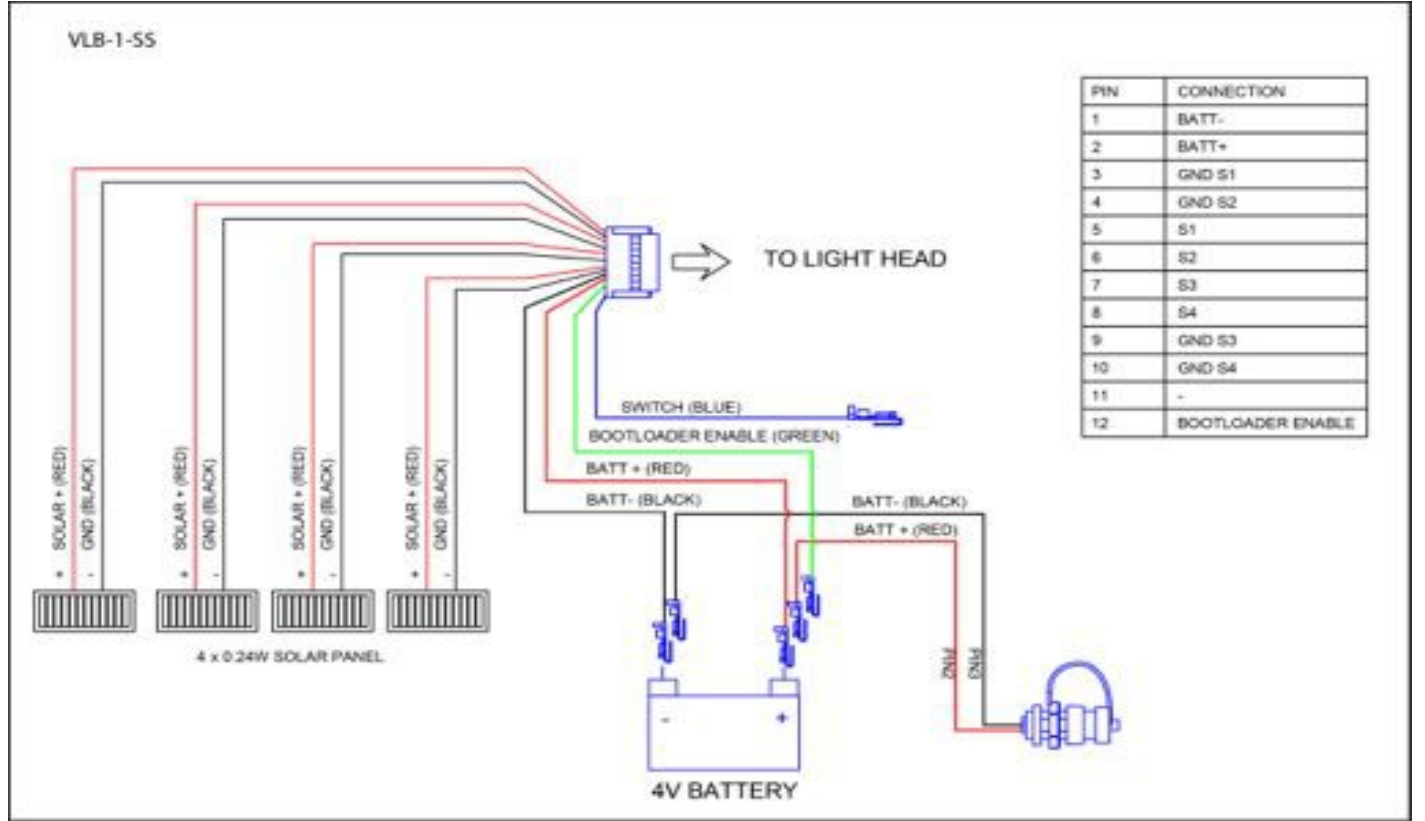 VLB-1-SS
PIN CONNECTION
1 BATT-
2 BATT+
3 GND S1
4 GND S2
5 S1
6 S2
7 S3
8 S4
9 GND S3
10 GND S4
11 -
12 BOOTLOADER ENABLE
TO LIGHT HEAD
SWITCH (BLUE)
BOOTLOADER ENABLE (GREEN)
BATT + (RED)
BATT- (BLACK)
BATT- (BLACK)
BATT + (RED)
+ SOLAR + (RED)
- GND (BLACK)
+ SOLAR + (RED)
- GND (BLACK)
+ SOLAR + (RED)
- GND (BLACK)
+ SOLAR + (RED)
- GND (BLACK)
4 x 0.24W SOLAR PANEL
PIN2
PIN3
- +
4V BATTERY